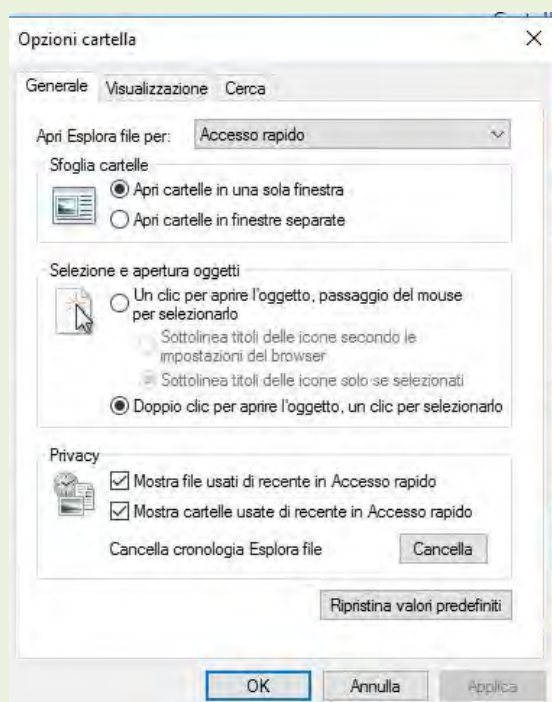 Opzioni cartella
Generale Visualizzazione Cerca
Apri Esplora file per: Accesso rapido
Sfoglia cartelle
Apri cartelle in una sola finestra
Apri cartelle in finestre separate
Selezione e apertura oggetti
Un clic per aprire l'oggetto, passaggio del mouse
per selezionarlo
Sottolinea titoli delle icone secondo le
impostazioni del browser
Sottolinea titoli delle icone solo se selezionati
Doppio clic per aprire l'oggetto, un clic per selezionarlo
Privacy
Mostra file usati di recente in Accesso rapido
Mostra cartelle usate di recente in Accesso rapido
Cancella cronologia Esplora file Cancella
Ripristina valori predefiniti
OK Annulla Applica